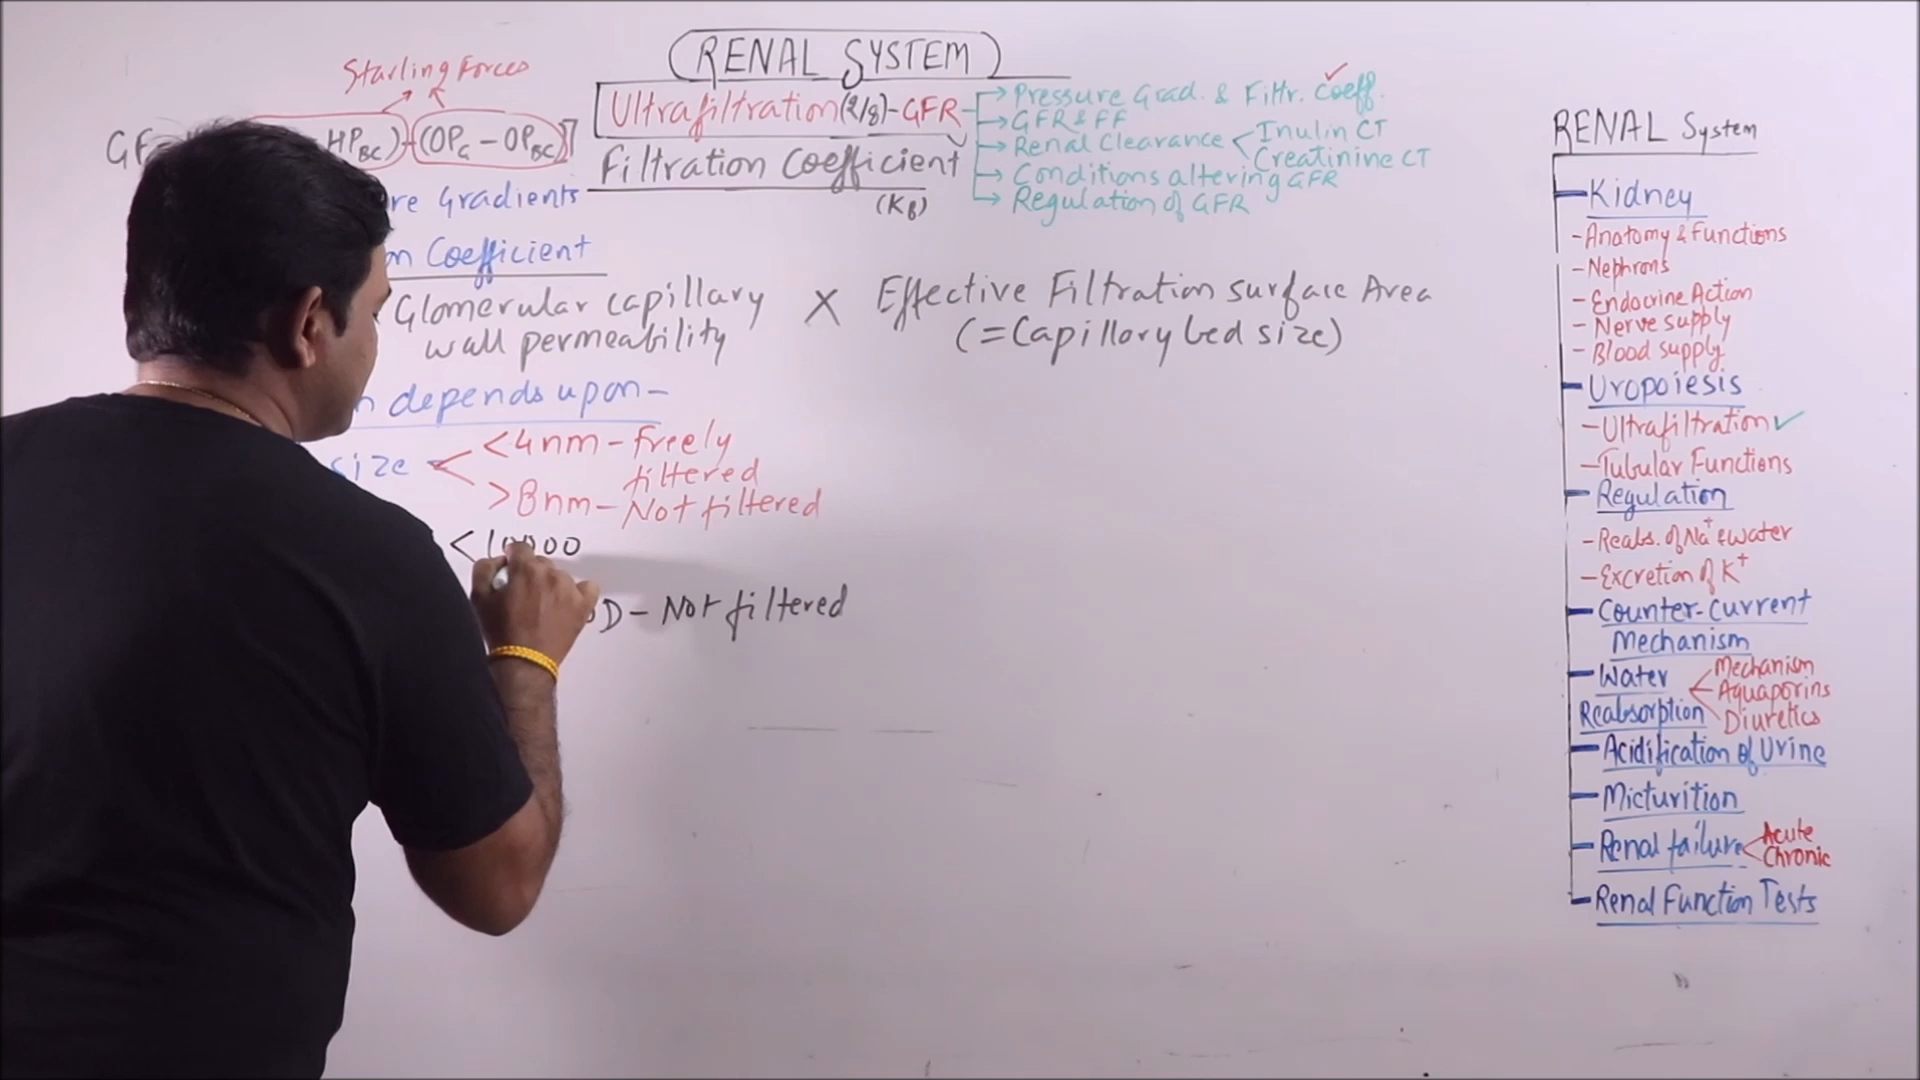 RENAL SYSTEM
Starling Forces
Ultrafiltration (2/8) - GFR
→ Pressure Grad. & Filtr. Coeff. ✓
→ GFR & FF
→ Renal Clearance < Inulin CT
Creatinine CT
→ Conditions altering GFR
→ Regulation of GFR
HPBC) - (OPG - OPBC)]
Filtration Coefficient
(Kf)
Gradients
Coefficient
Glomerular capillary
wall permeability
X
Effective Filtration surface Area
(= Capillary bed size)
depends upon -
size < <4nm - freely
filtered
>8nm - Not filtered
<10000
D - Not filtered
RENAL System
Kidney
- Anatomy & Functions
- Nephrons
- Endocrine Action
- Nerve supply
- Blood supply
Uropoiesis
- Ultrafiltration ✓
- Tubular Functions
Regulation
- Reabs. of Na+ & water
- Excretion of K+
Counter-current
Mechanism
Water
Reabsorption
Mechanism
Aquaporins
Diuretics
Acidification of Urine
Micturition
Renal failure < Acute
Chronic
Renal Function Tests